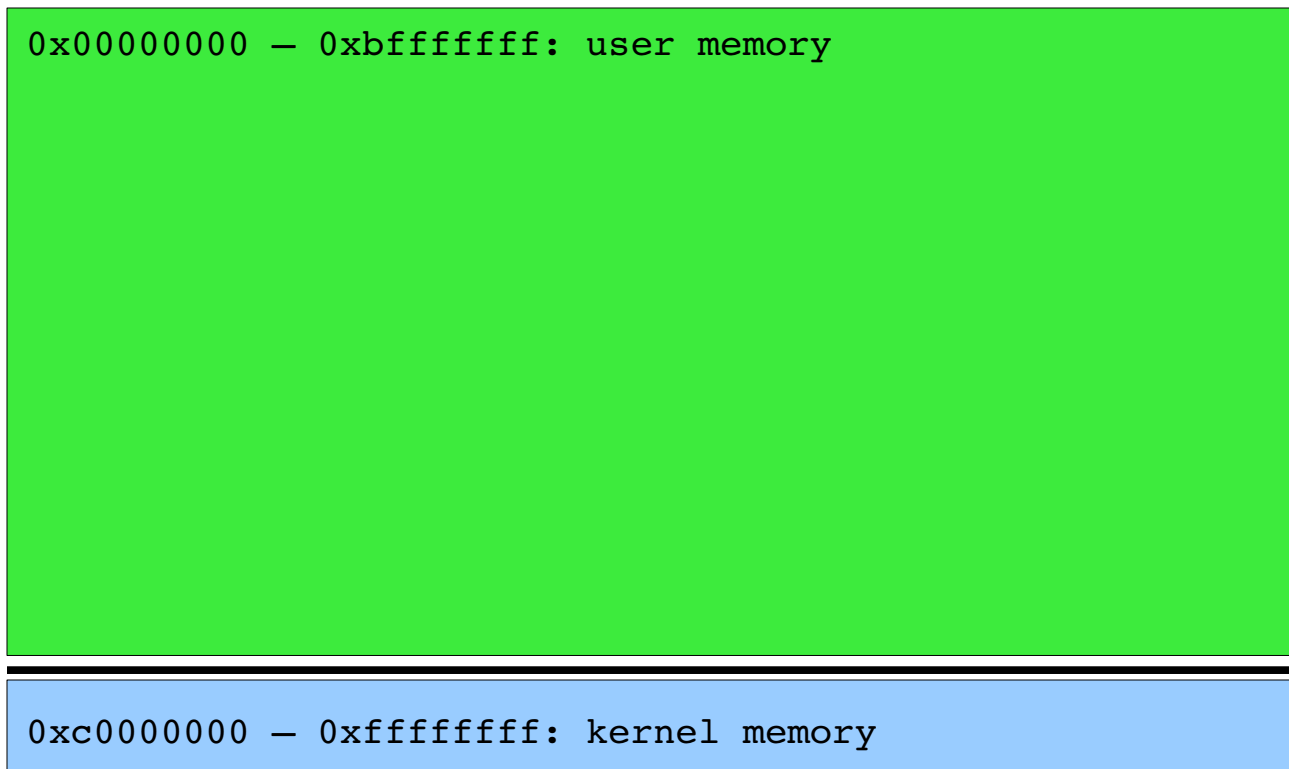 0x00000000 – 0xbfffffff: user memory
0xc0000000 – 0xffffffff: kernel memory